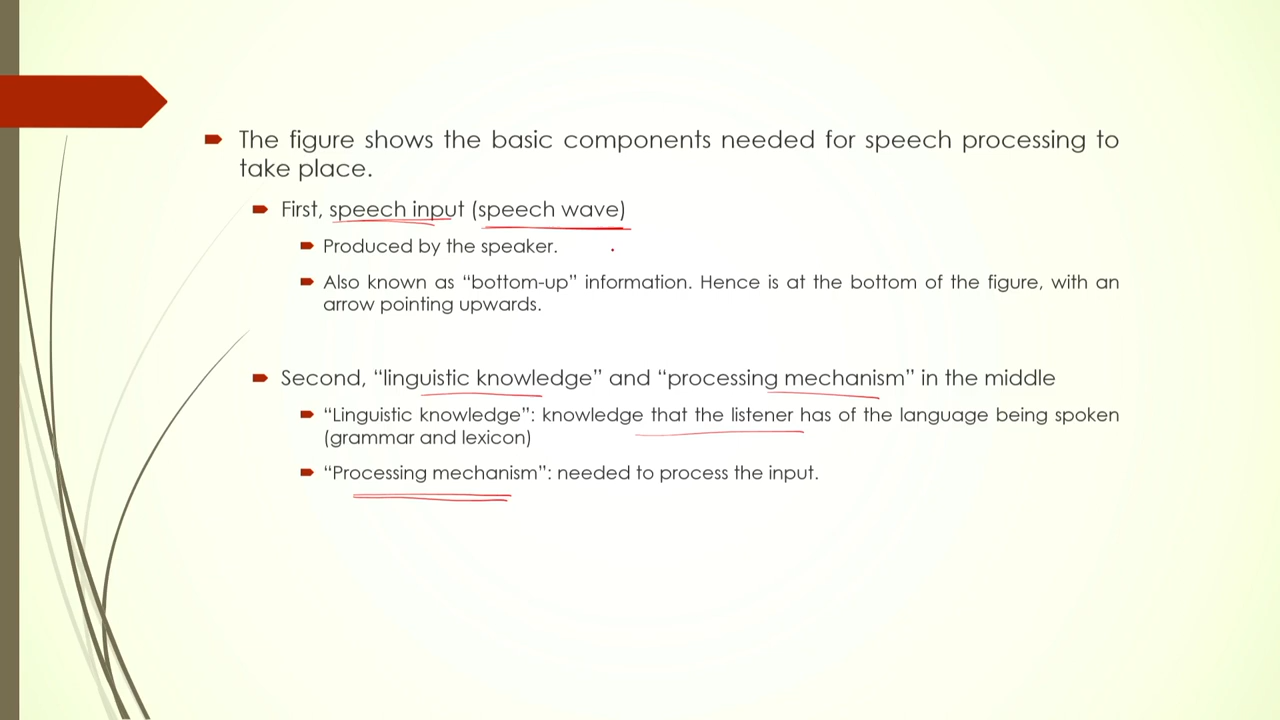 The figure shows the basic components needed for speech processing to
take place.
First, speech input (speech wave)
Produced by the speaker.
Also known as “bottom-up” information. Hence is at the bottom of the figure, with an
arrow pointing upwards.
Second, “linguistic knowledge” and “processing mechanism” in the middle
“Linguistic knowledge”: knowledge that the listener has of the language being spoken
(grammar and lexicon)
“Processing mechanism”: needed to process the input.